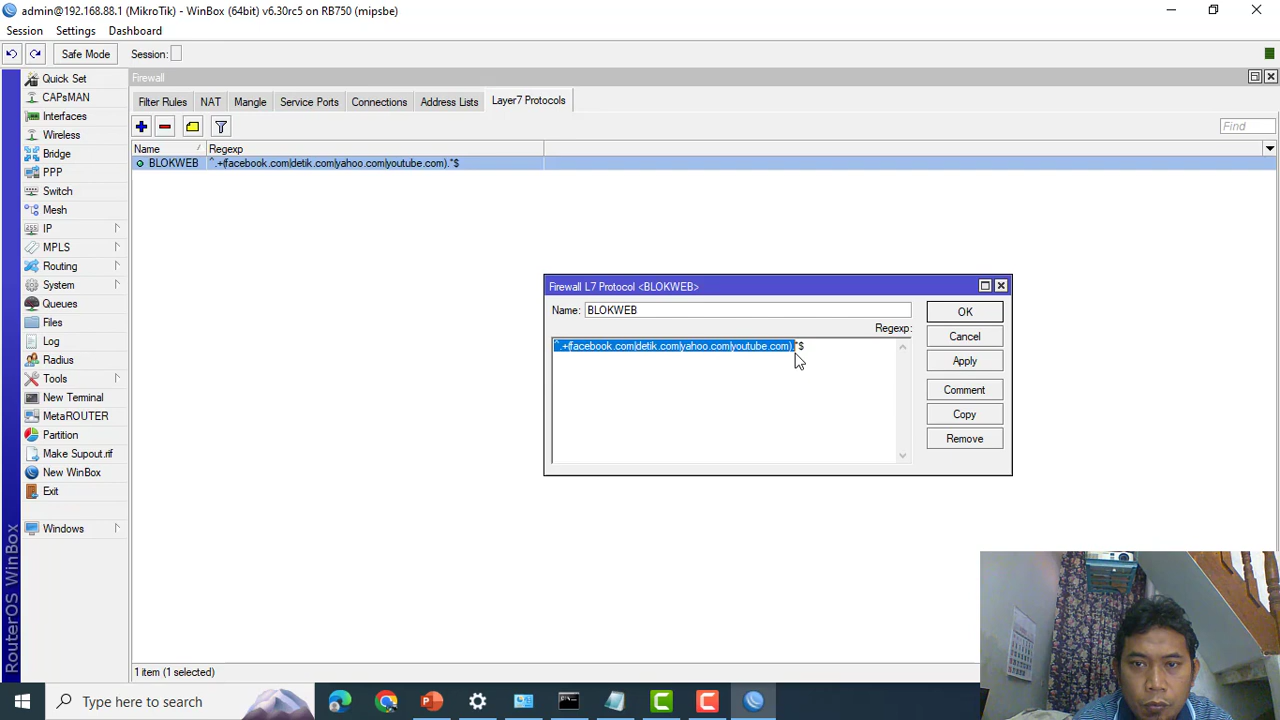 admin@192.168.88.1 (MikroTik) - WinBox (64bit) v6.30rc5 on RB750 (mipsbe)
Session Settings Dashboard
Safe Mode Session:
Quick Set
CAPsMAN
Interfaces
Wireless
Bridge
PPP
Switch
Mesh
IP
MPLS
Routing
System
Queues
Files
Log
Radius
Tools
New Terminal
MetaROUTER
Partition
Make Supout.rif
New WinBox
Exit
Windows
RouterOS WinBox
Firewall
Filter Rules NAT Mangle Service Ports Connections Address Lists Layer7 Protocols
Find
Name Regexp
BLOKWEB ^.+(facebook.com|detik.com|yahoo.com|youtube.com).*$
Firewall L7 Protocol <BLOKWEB>
Name: BLOKWEB
Regexp:
^.+(facebook.com|detik.com|yahoo.com|youtube.com).*$
OK
Cancel
Apply
Comment
Copy
Remove
1 item (1 selected)
Type here to search